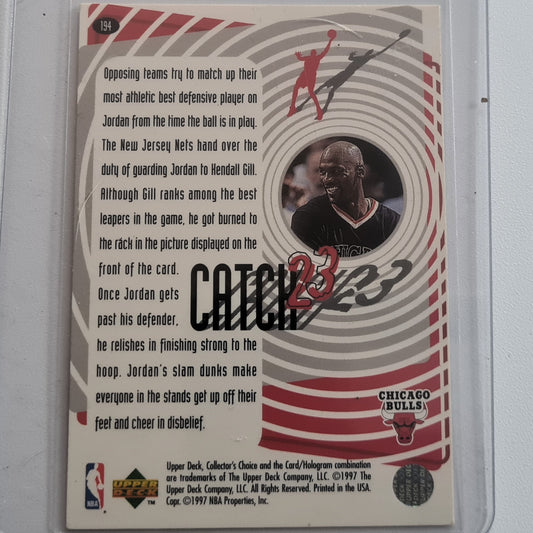 194
Opposing teams try to match up their
most athletic best defensive player on
Jordan from the time the ball is in play.
The New Jersey Nets hand over the
duty of guarding Jordan to Kendall Gill.
Although Gill ranks among the best
leapers in the game, he got burned to
the rack in the picture displayed on the
front of the card.
Once Jordan gets
past his defender,
he relishes in finishing strong to the
hoop. Jordan's slam dunks make
everyone in the stands get up off their
feet and cheer in disbelief.
CATCH 23 23
CHICAGO
BULLS
NBA
UPPER
DECK
TM
Upper Deck, Collector's Choice and the Card/Hologram combination
are trademarks of The Upper Deck Company, LLC. ©1997 The
Upper Deck Company, LLC. All Rights Reserved. Printed in the USA.
Copr. ©1997 NBA Properties, Inc.